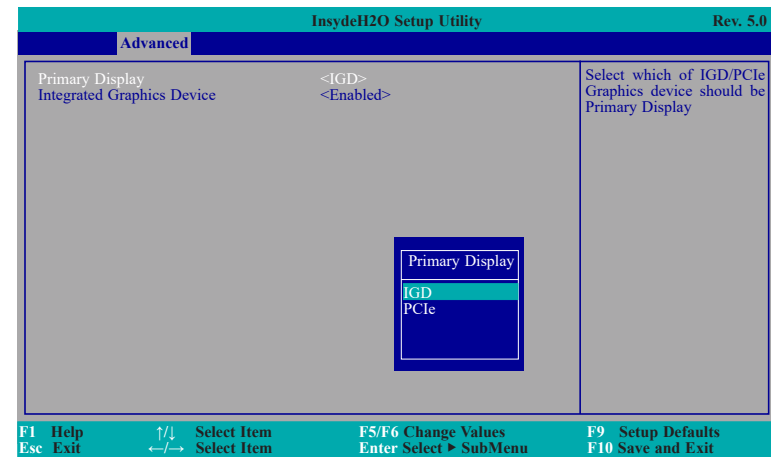 InsydeH2O Setup Utility Rev. 5.0
Advanced
Primary Display <IGD>
Integrated Graphics Device <Enabled>
Select which of IGD/PCIe
Graphics device should be
Primary Display
Primary Display
IGD
PCIe
F1 Help ↑/↓ Select Item F5/F6 Change Values F9 Setup Defaults
Esc Exit ←/→ Select Item Enter Select ▶ SubMenu F10 Save and Exit